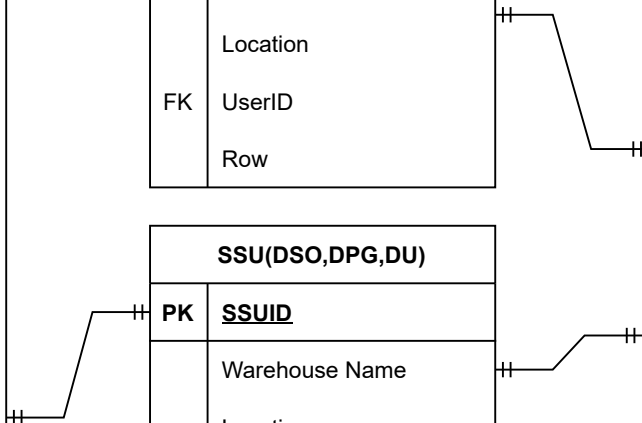 Location
FK UserID
Row
SSU(DSO,DPG,DU)
PK SSUID
Warehouse Name